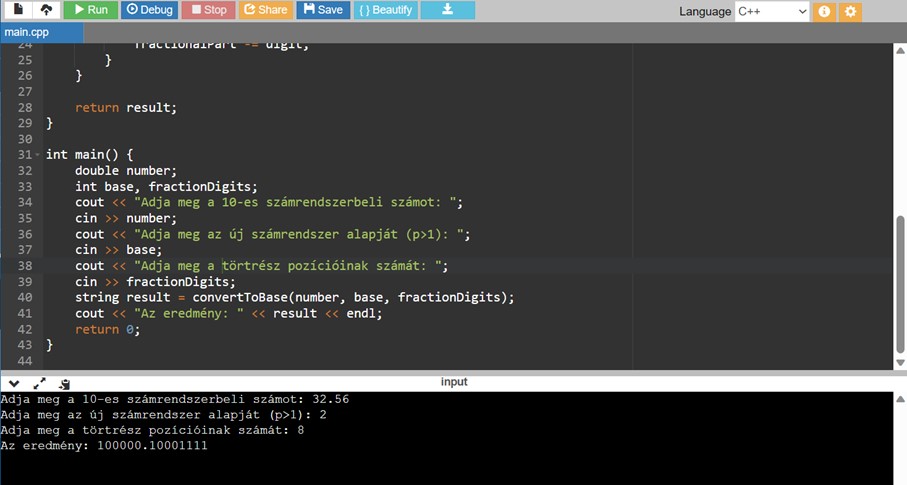 Run Debug Stop Share Save { } Beautify Language C++
main.cpp
24 fractionalPart -= digit;
25 }
26 }
27
28 return result;
29 }
30
31 int main() {
32 double number;
33 int base, fractionDigits;
34 cout << "Adja meg a 10-es számrendszerbeli számot: ";
35 cin >> number;
36 cout << "Adja meg az új számrendszer alapját (p>1): ";
37 cin >> base;
38 cout << "Adja meg a törtrész pozícióinak számát: ";
39 cin >> fractionDigits;
40 string result = convertToBase(number, base, fractionDigits);
41 cout << "Az eredmény: " << result << endl;
42 return 0;
43 }
44
input
Adja meg a 10-es számrendszerbeli számot: 32.56
Adja meg az új számrendszer alapját (p>1): 2
Adja meg a törtrész pozícióinak számát: 8
Az eredmény: 100000.10001111